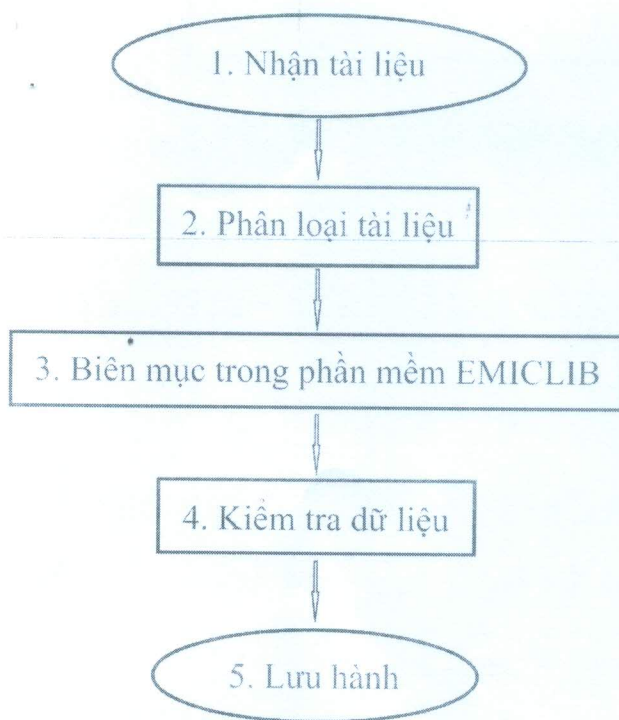 1. Nhận tài liệu
2. Phân loại tài liệu
3. Biên mục trong phần mềm EMICLIB
4. Kiểm tra dữ liệu
5. Lưu hành